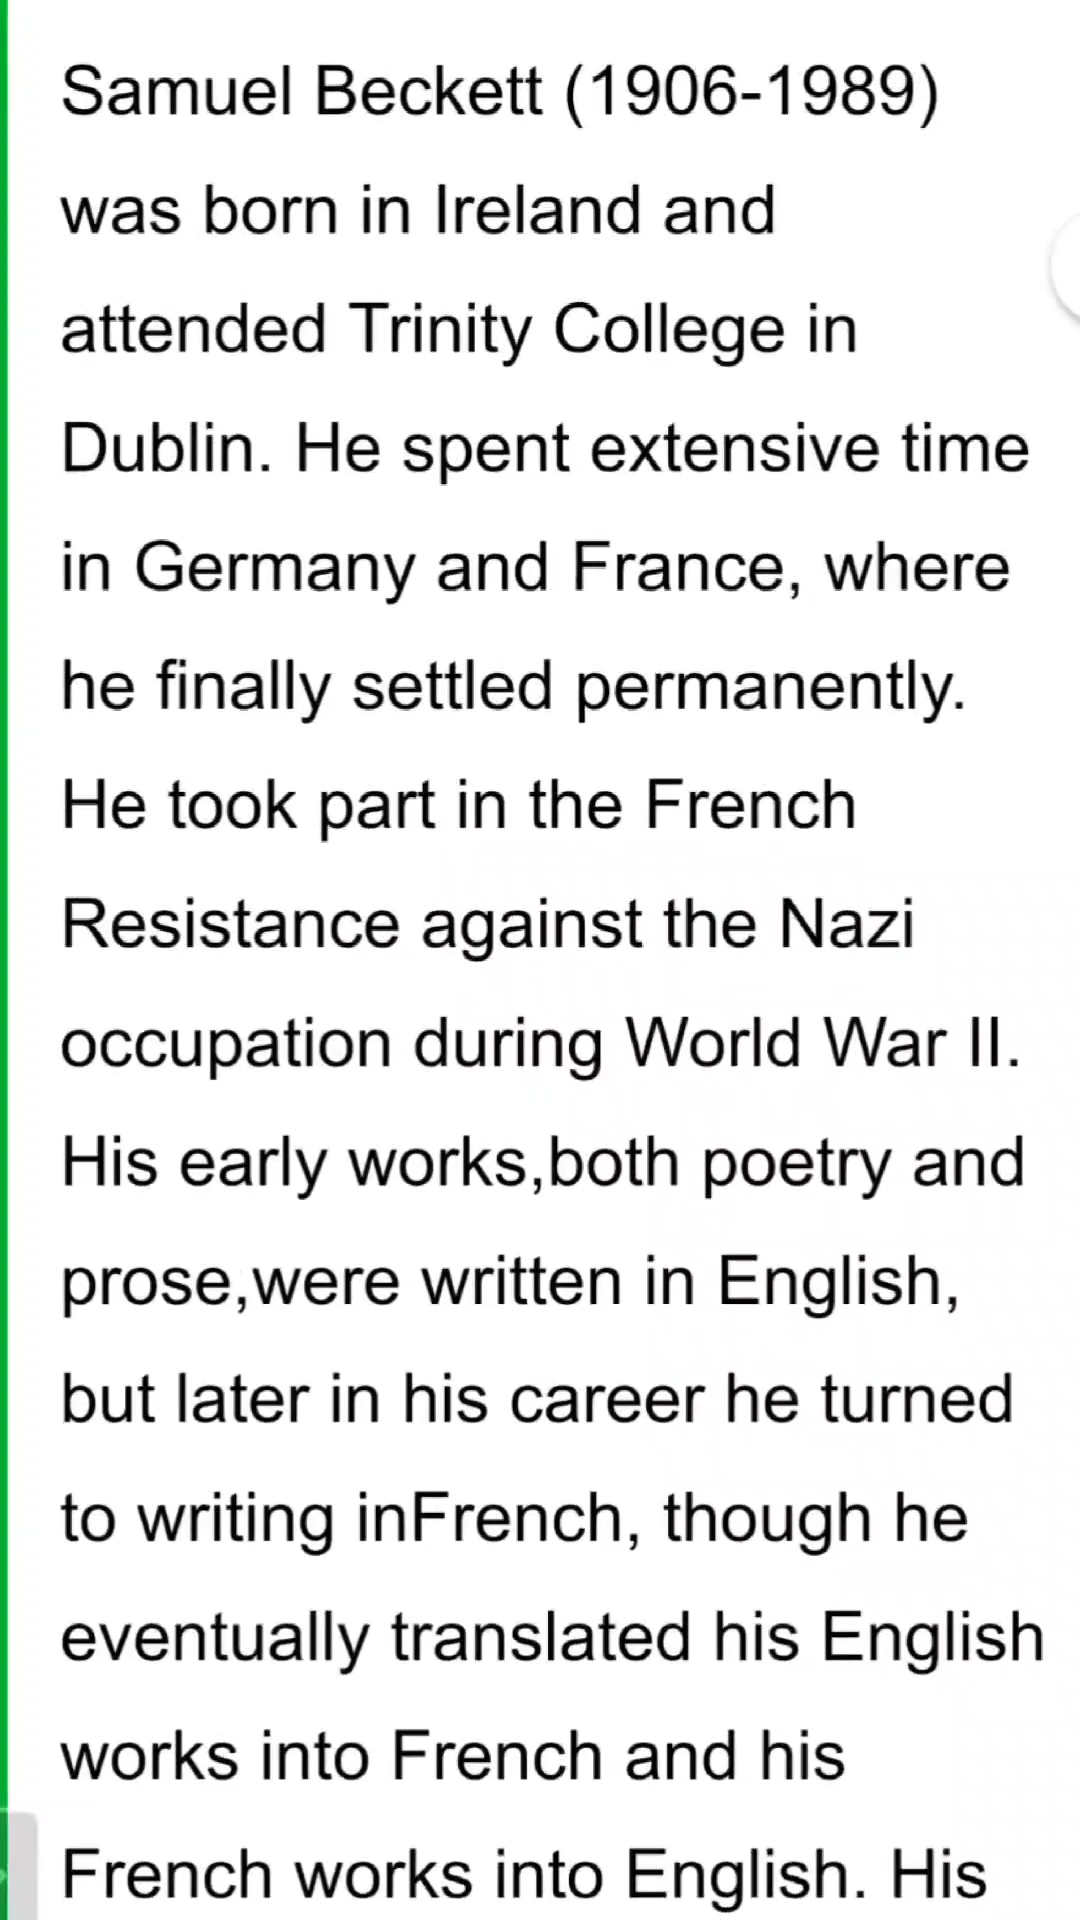 Samuel Beckett (1906-1989)
was born in Ireland and
attended Trinity College in
Dublin. He spent extensive time
in Germany and France, where
he finally settled permanently.
He took part in the French
Resistance against the Nazi
occupation during World War II.
His early works,both poetry and
prose,were written in English,
but later in his career he turned
to writing inFrench, though he
eventually translated his English
works into French and his
French works into English. His